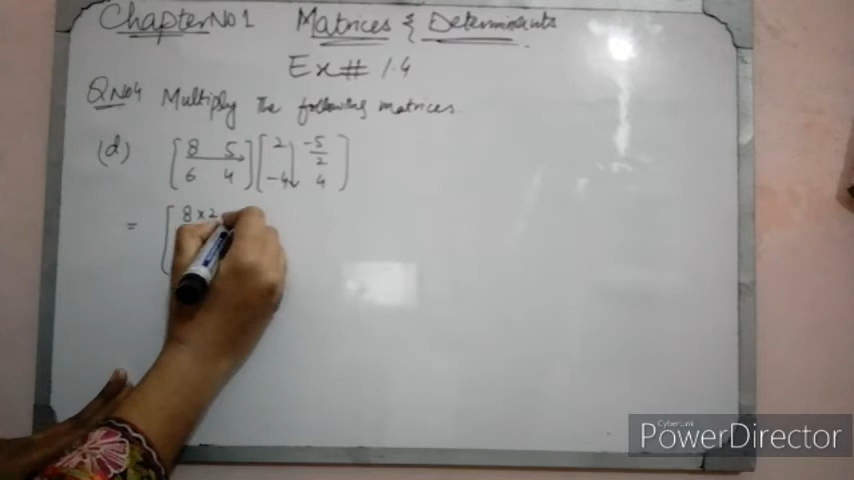 Chapter No 1 Matrices & Determinants
Ex # 1.4
Q No 4 Multiply The following matrices.
(d) [8 5 6 4] [2 -5/2 -4 4]
= [8 × 2
CyberLink
PowerDirector